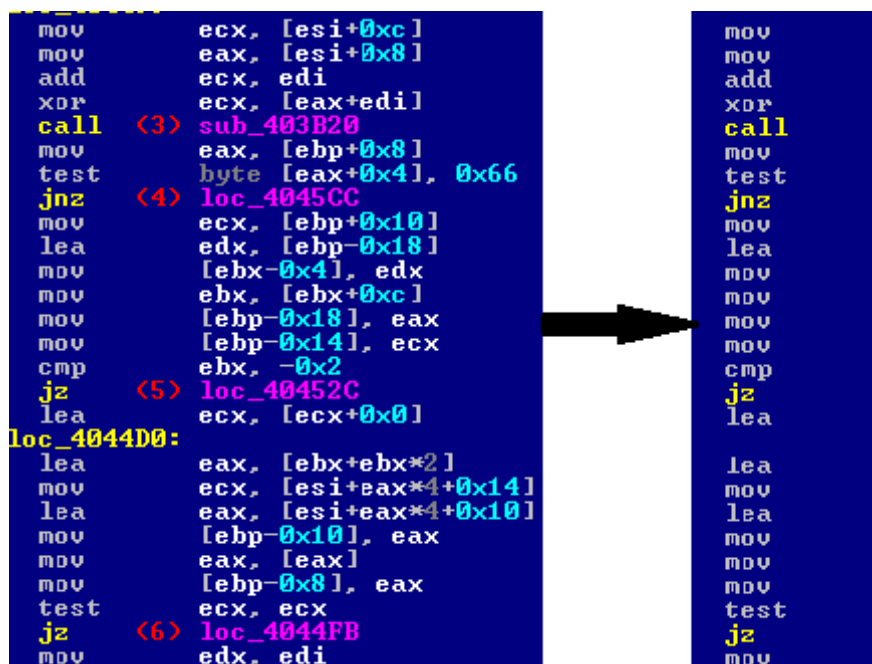 mov ecx, [esi+0xc]
mov eax, [esi+0x8]
add ecx, edi
xor ecx, [eax+edi]
call (3) sub_403B20
mov eax, [ebp+0x8]
test byte [eax+0x4], 0x66
jnz (4) loc_4045CC
mov ecx, [ebp+0x10]
lea edx, [ebp-0x18]
mov [ebx-0x4], edx
mov ebx, [ebx+0xc]
mov [ebp-0x18], eax
mov [ebp-0x14], ecx
cmp ebx, -0x2
jz (5) loc_40452C
lea ecx, [ecx+0x0]
loc_4044D0:
lea eax, [ebx+ebx*2]
mov ecx, [esi+eax*4+0x14]
lea eax, [esi+eax*4+0x10]
mov [ebp-0x10], eax
mov eax, [eax]
mov [ebp-0x8], eax
test ecx, ecx
jz (6) loc_4044FB
mov edx, edi
mov
mov
add
xor
call
mov
test
jnz
mov
lea
mov
mov
mov
mov
cmp
jz
lea
lea
mov
lea
mov
mov
mov
test
jz
mov